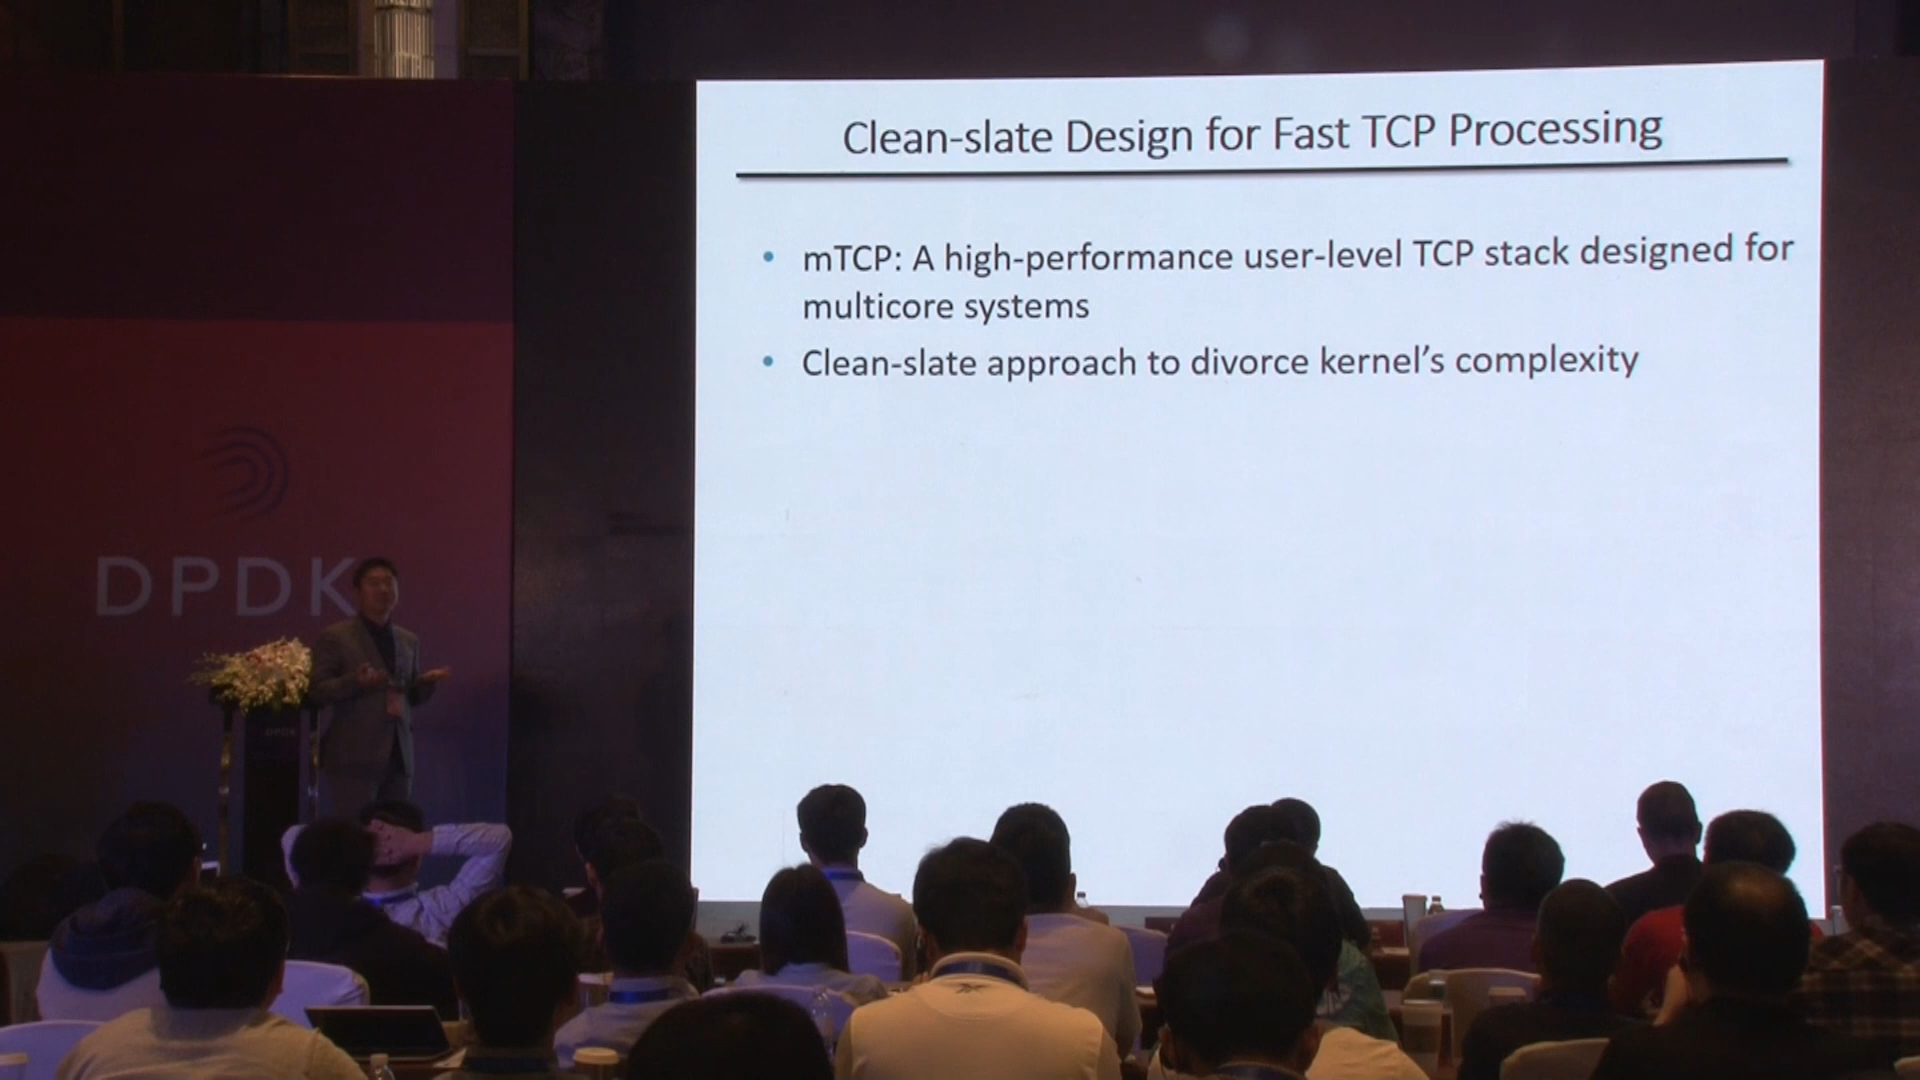 Clean-slate Design for Fast TCP Processing
• mTCP: A high-performance user-level TCP stack designed for
multicore systems
• Clean-slate approach to divorce kernel's complexity
DPDK
DPDK